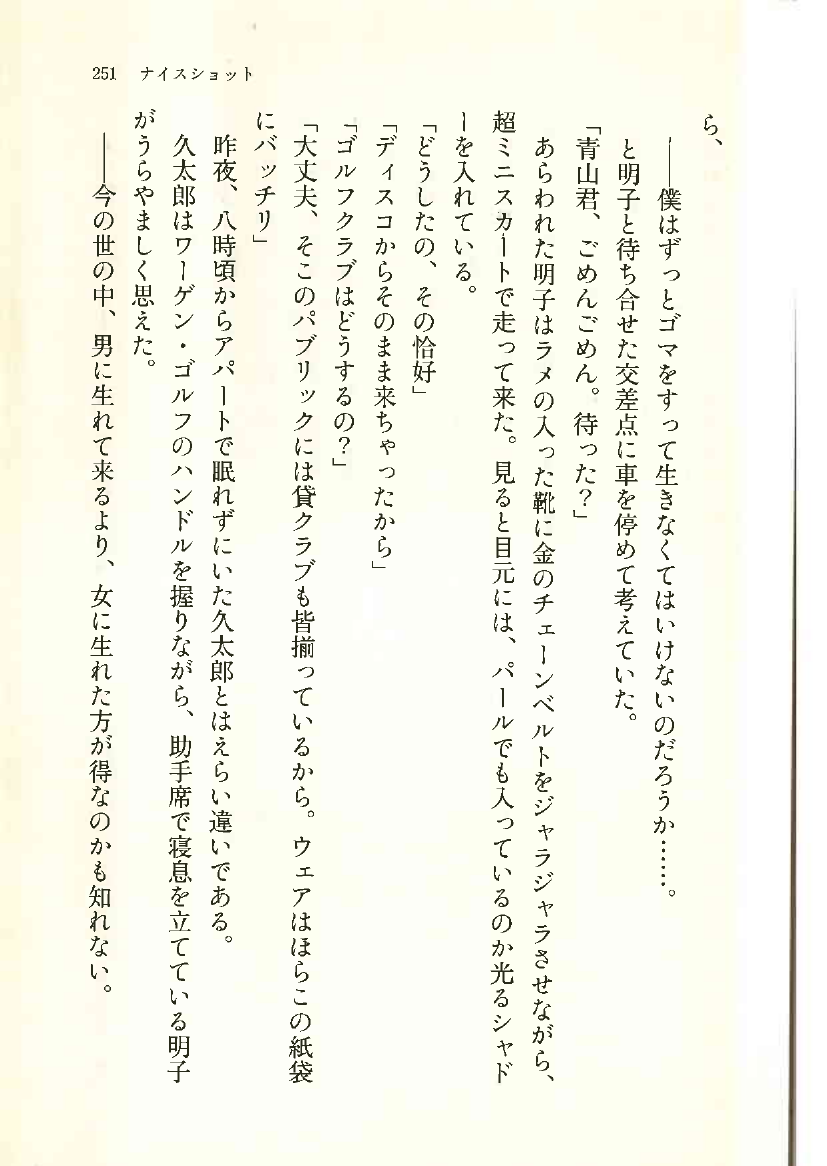 251 ナイスショット
ら、
――僕はずっとゴマをすって生きなくてはいけないのだろうか……。
と明子と待ち合せた交差点に車を停めて考えていた。
「青山君、ごめんごめん。待った？」
あらわれた明子はラメの入った靴に金のチェーンベルトをジャラジャラさせながら、
超ミニスカートで走って来た。見ると目元には、パールでも入っているのか光るシャド
ーを入れている。
「どうしたの、その恰好」
「ディスコからそのまま来ちゃったから」
「ゴルフクラブはどうするの？」
「大丈夫、そこのパブリックには貸クラブも皆揃っているから。ウェアはほらこの紙袋
にバッチリ」
昨夜、八時頃からアパートで眠れずにいた久太郎とはえらい違いである。
久太郎はワーゲン・ゴルフのハンドルを握りながら、助手席で寝息を立てている明子
がうらやましく思えた。
――今の世の中、男に生れて来るより、女に生れた方が得なのかも知れない。